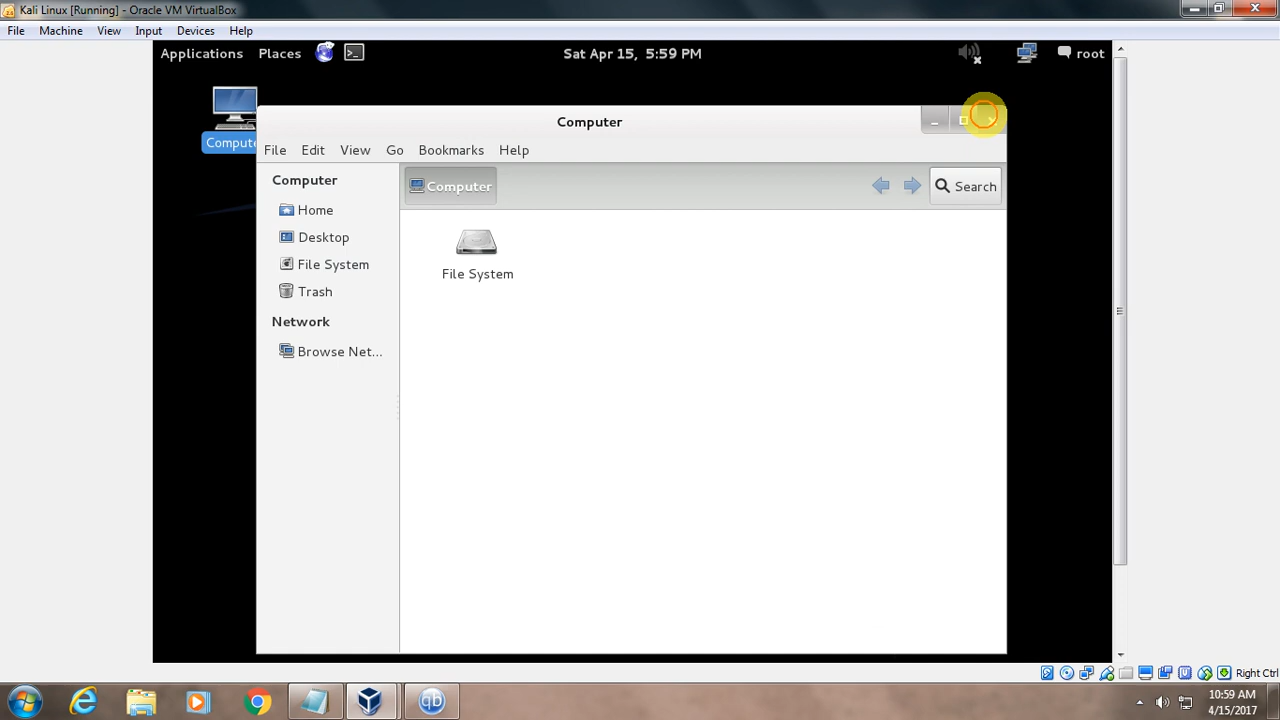 Kali Linux [Running] - Oracle VM VirtualBox
File Machine View Input Devices Help
Applications Places Sat Apr 15, 5:59 PM root
Computer
File Edit View Go Bookmarks Help
Computer
Computer
Search
Home
Desktop
File System
Trash
Network
Browse Net...
File System
Right Ctrl
qb
10:59 AM
4/15/2017